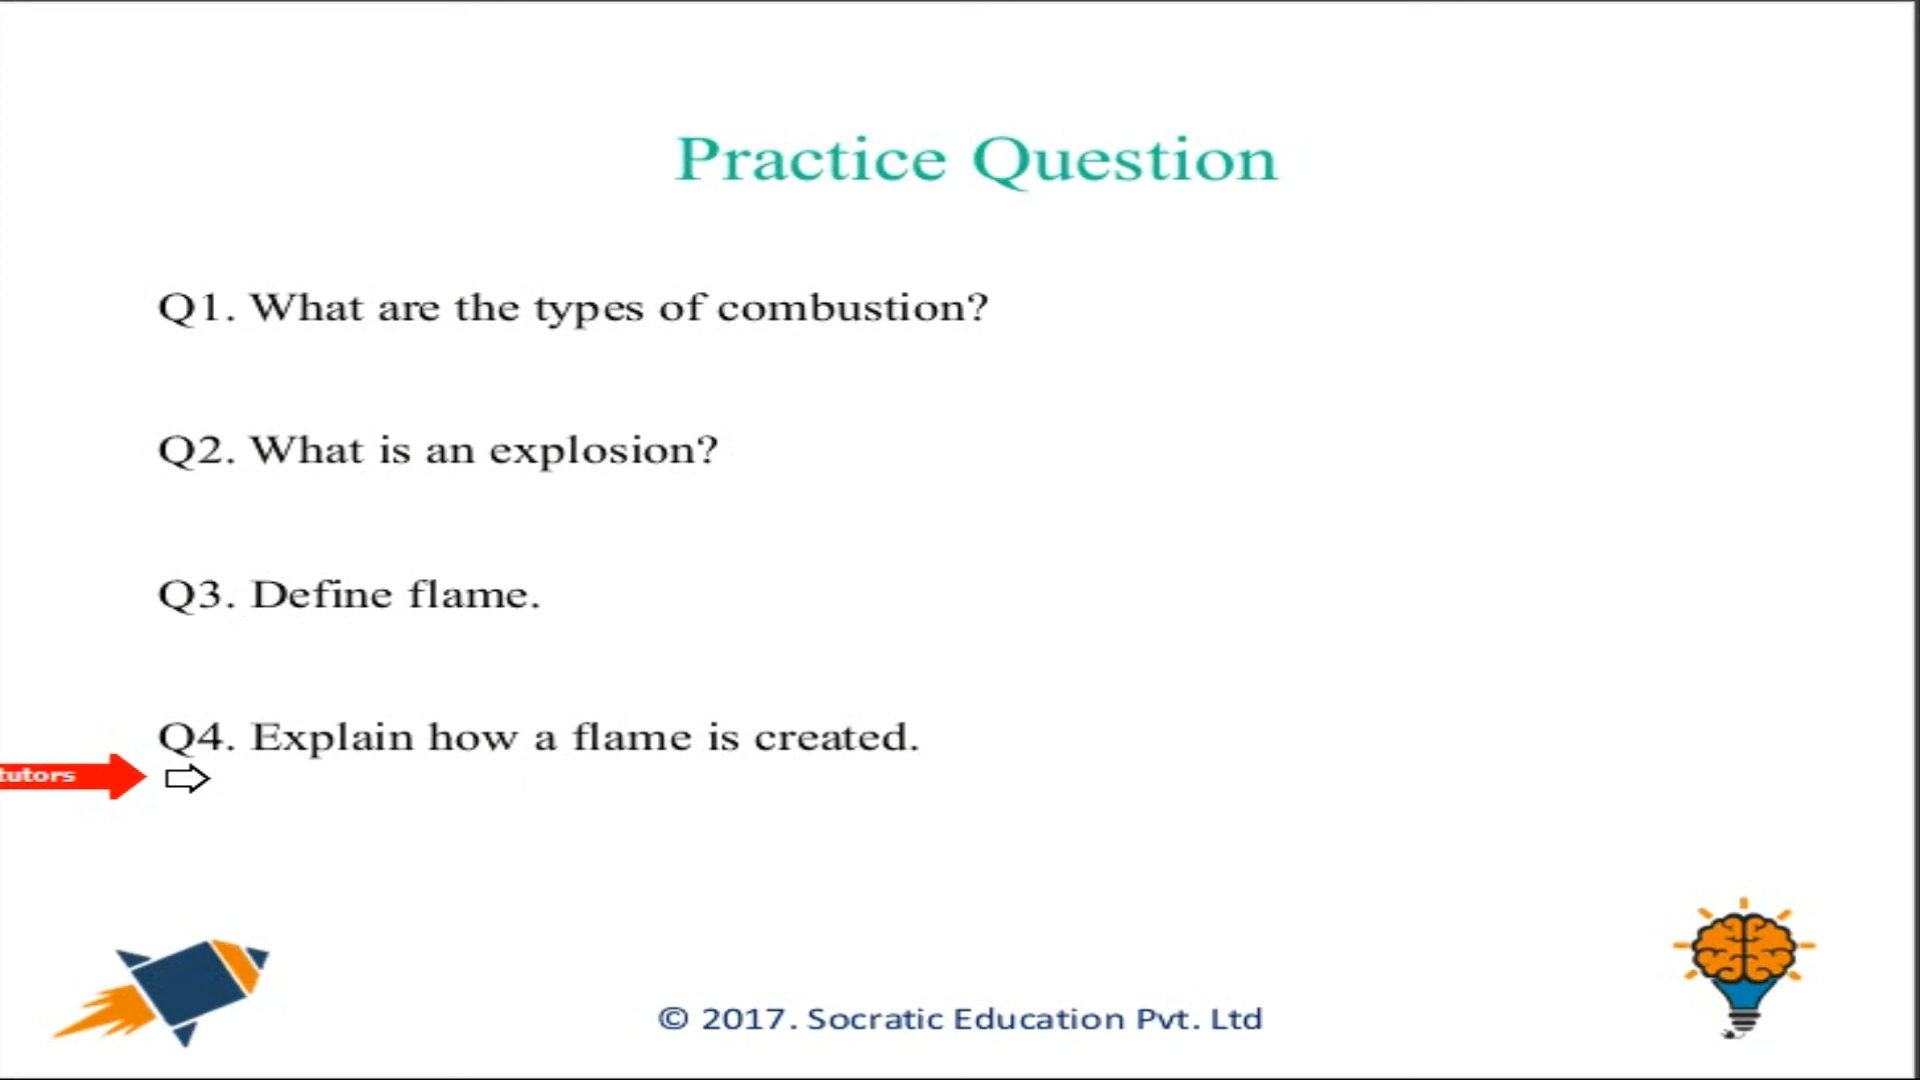 Practice Question
Q1. What are the types of combustion?
Q2. What is an explosion?
Q3. Define flame.
Q4. Explain how a flame is created.
tutors
© 2017. Socratic Education Pvt. Ltd